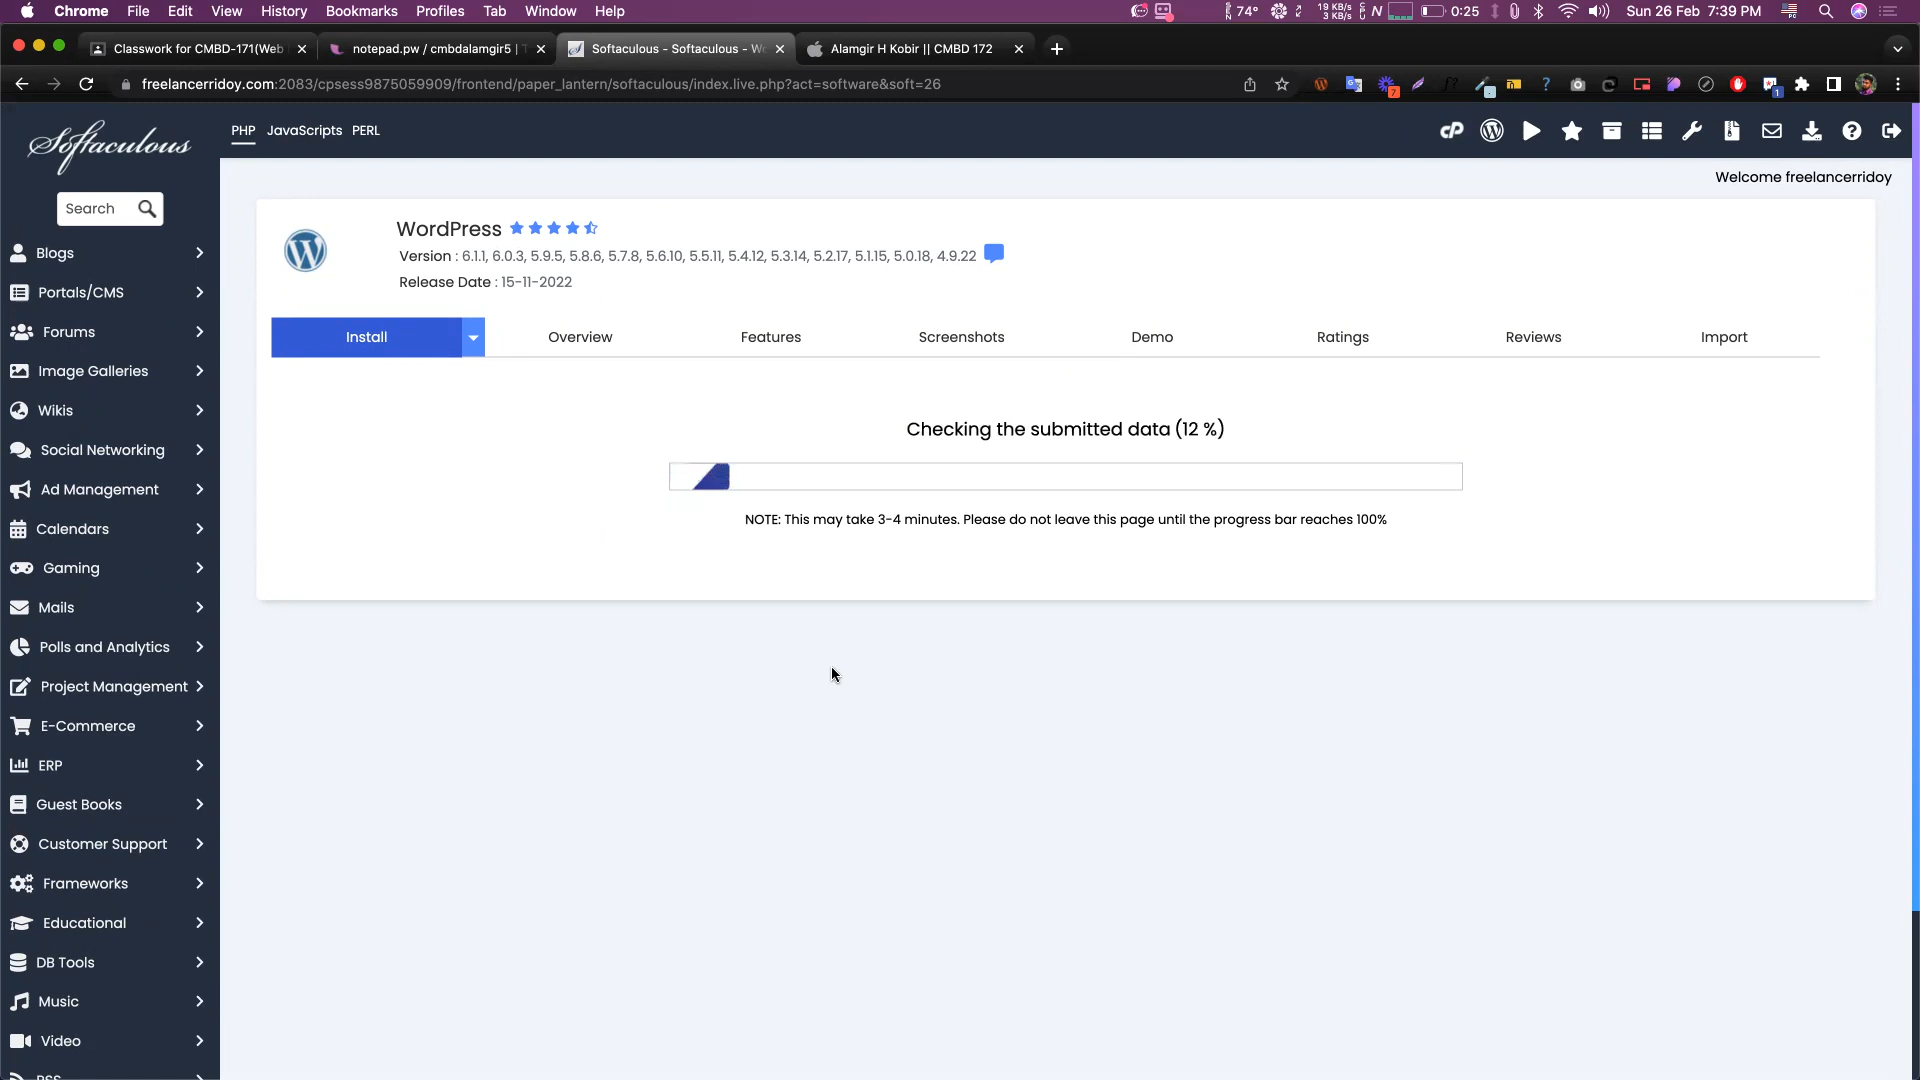 Chrome File Edit View History Bookmarks Profiles Tab Window Help
74° 19 KB/s 3 KB/s N 0:25 Sun 26 Feb 7:39 PM
Classwork for CMBD-171(Web
notepad.pw / cmbdalamgir5 | T
Softaculous - Softaculous - Wo
Alamgir H Kobir || CMBD 172
freelancerridoy.com:2083/cpsess9875059909/frontend/paper_lantern/softaculous/index.live.php?act=software&soft=26
Softaculous
PHP JavaScripts PERL
Welcome freelancerridoy
Search
Blogs
Portals/CMS
Forums
Image Galleries
Wikis
Social Networking
Ad Management
Calendars
Gaming
Mails
Polls and Analytics
Project Management
E-Commerce
ERP
Guest Books
Customer Support
Frameworks
Educational
DB Tools
Music
Video
RSS
WordPress
Version : 6.1.1, 6.0.3, 5.9.5, 5.8.6, 5.7.8, 5.6.10, 5.5.11, 5.4.12, 5.3.14, 5.2.17, 5.1.15, 5.0.18, 4.9.22
Release Date : 15-11-2022
Install Overview Features Screenshots Demo Ratings Reviews Import
Checking the submitted data (12 %)
NOTE: This may take 3-4 minutes. Please do not leave this page until the progress bar reaches 100%